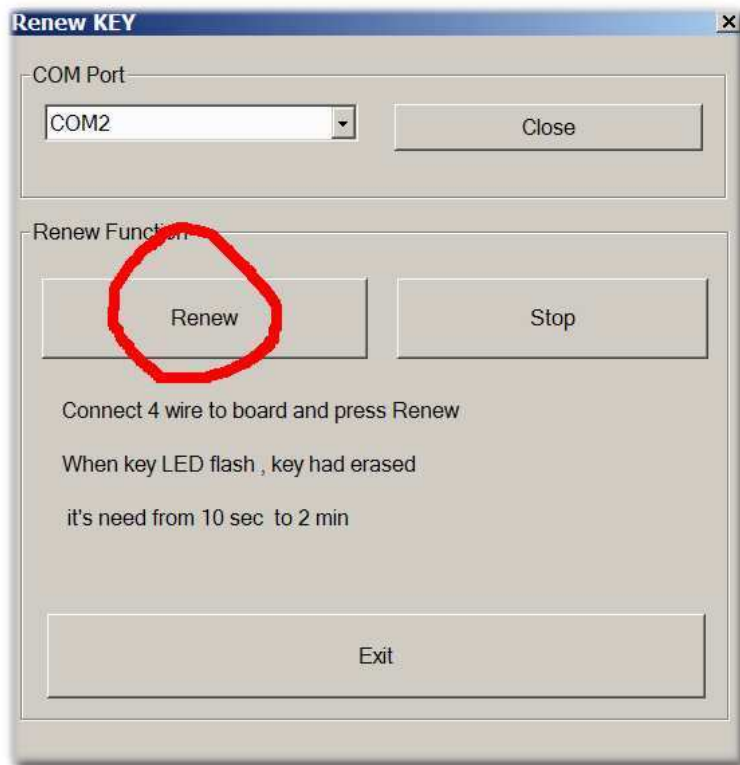 Renew KEY
COM Port
COM2
Close
Renew Function
Renew
Stop
Connect 4 wire to board and press Renew
When key LED flash , key had erased
it's need from 10 sec to 2 min
Exit